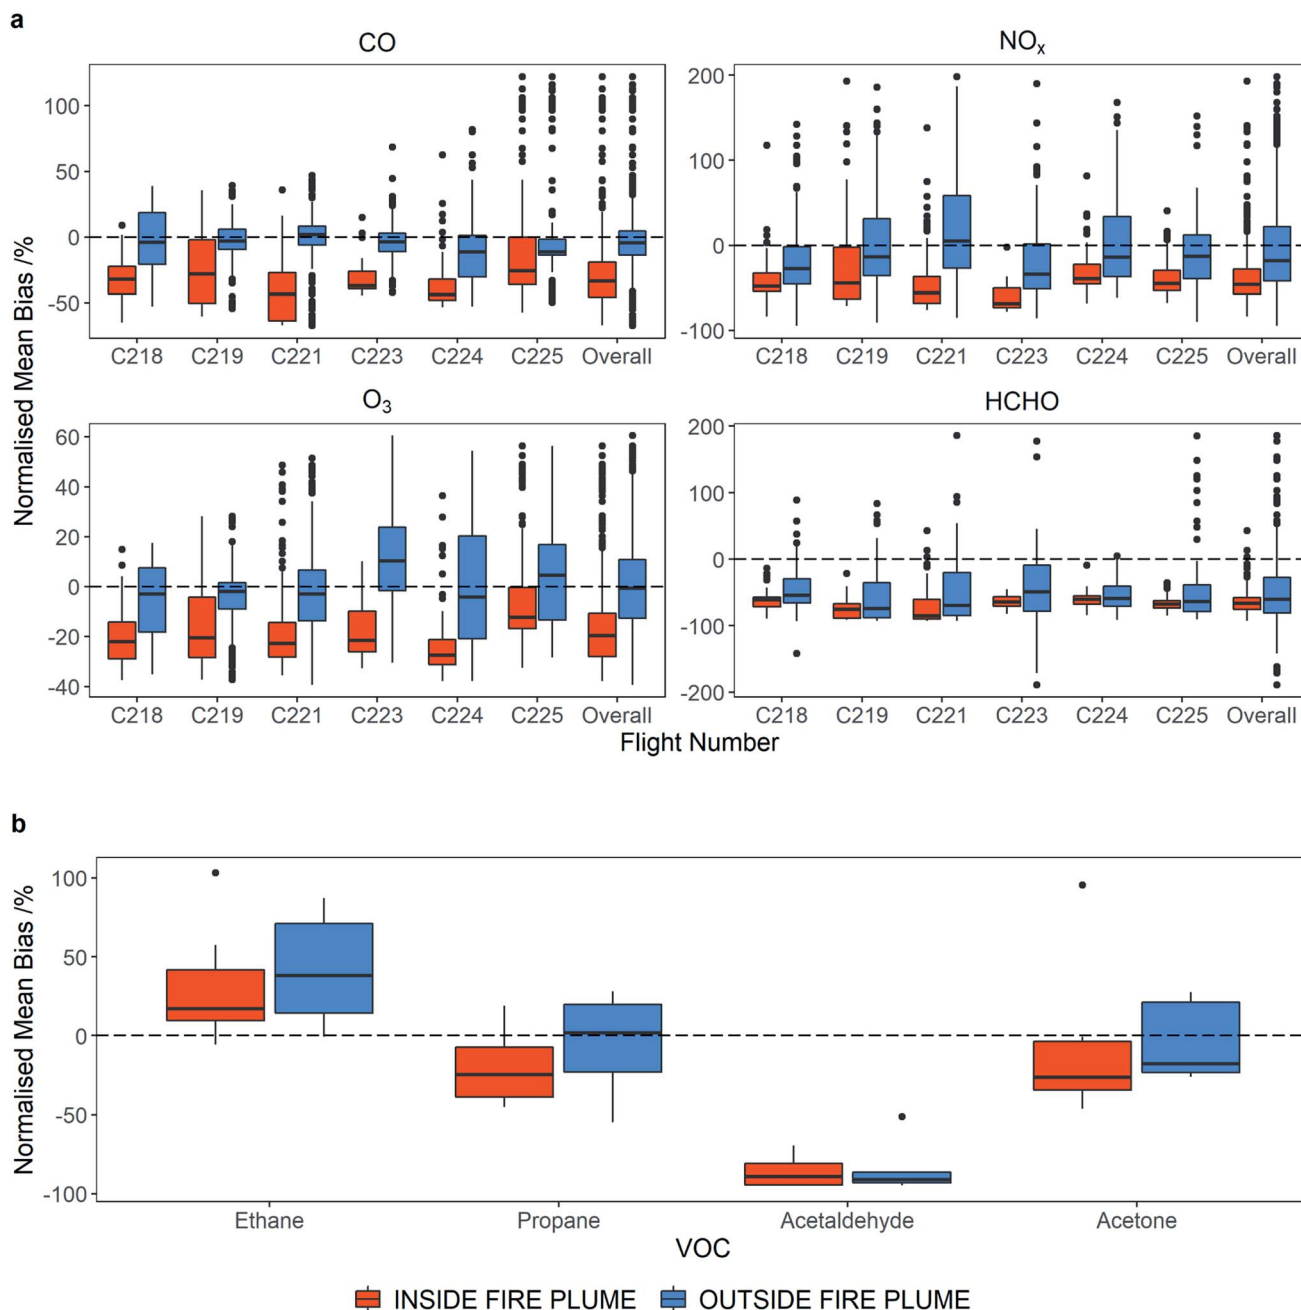 a
CO
NOx
Normalised Mean Bias /%
100
50
0
-50
C218 C219 C221 C223 C224 C225 Overall
200
100
0
-100
C218 C219 C221 C223 C224 C225 Overall
O3
HCHO
60
40
20
0
-20
-40
C218 C219 C221 C223 C224 C225 Overall
200
100
0
-100
-200
C218 C219 C221 C223 C224 C225 Overall
Flight Number
b
Normalised Mean Bias /%
100
50
0
-50
-100
Ethane Propane Acetaldehyde Acetone
VOC
INSIDE FIRE PLUME OUTSIDE FIRE PLUME